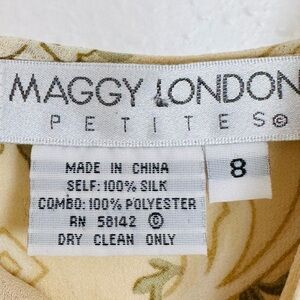 MAGGY LONDON
PETITES©
MADE IN CHINA
SELF: 100% SILK
COMBO: 100% POLYESTER
RN 58142 ©
DRY CLEAN ONLY
8